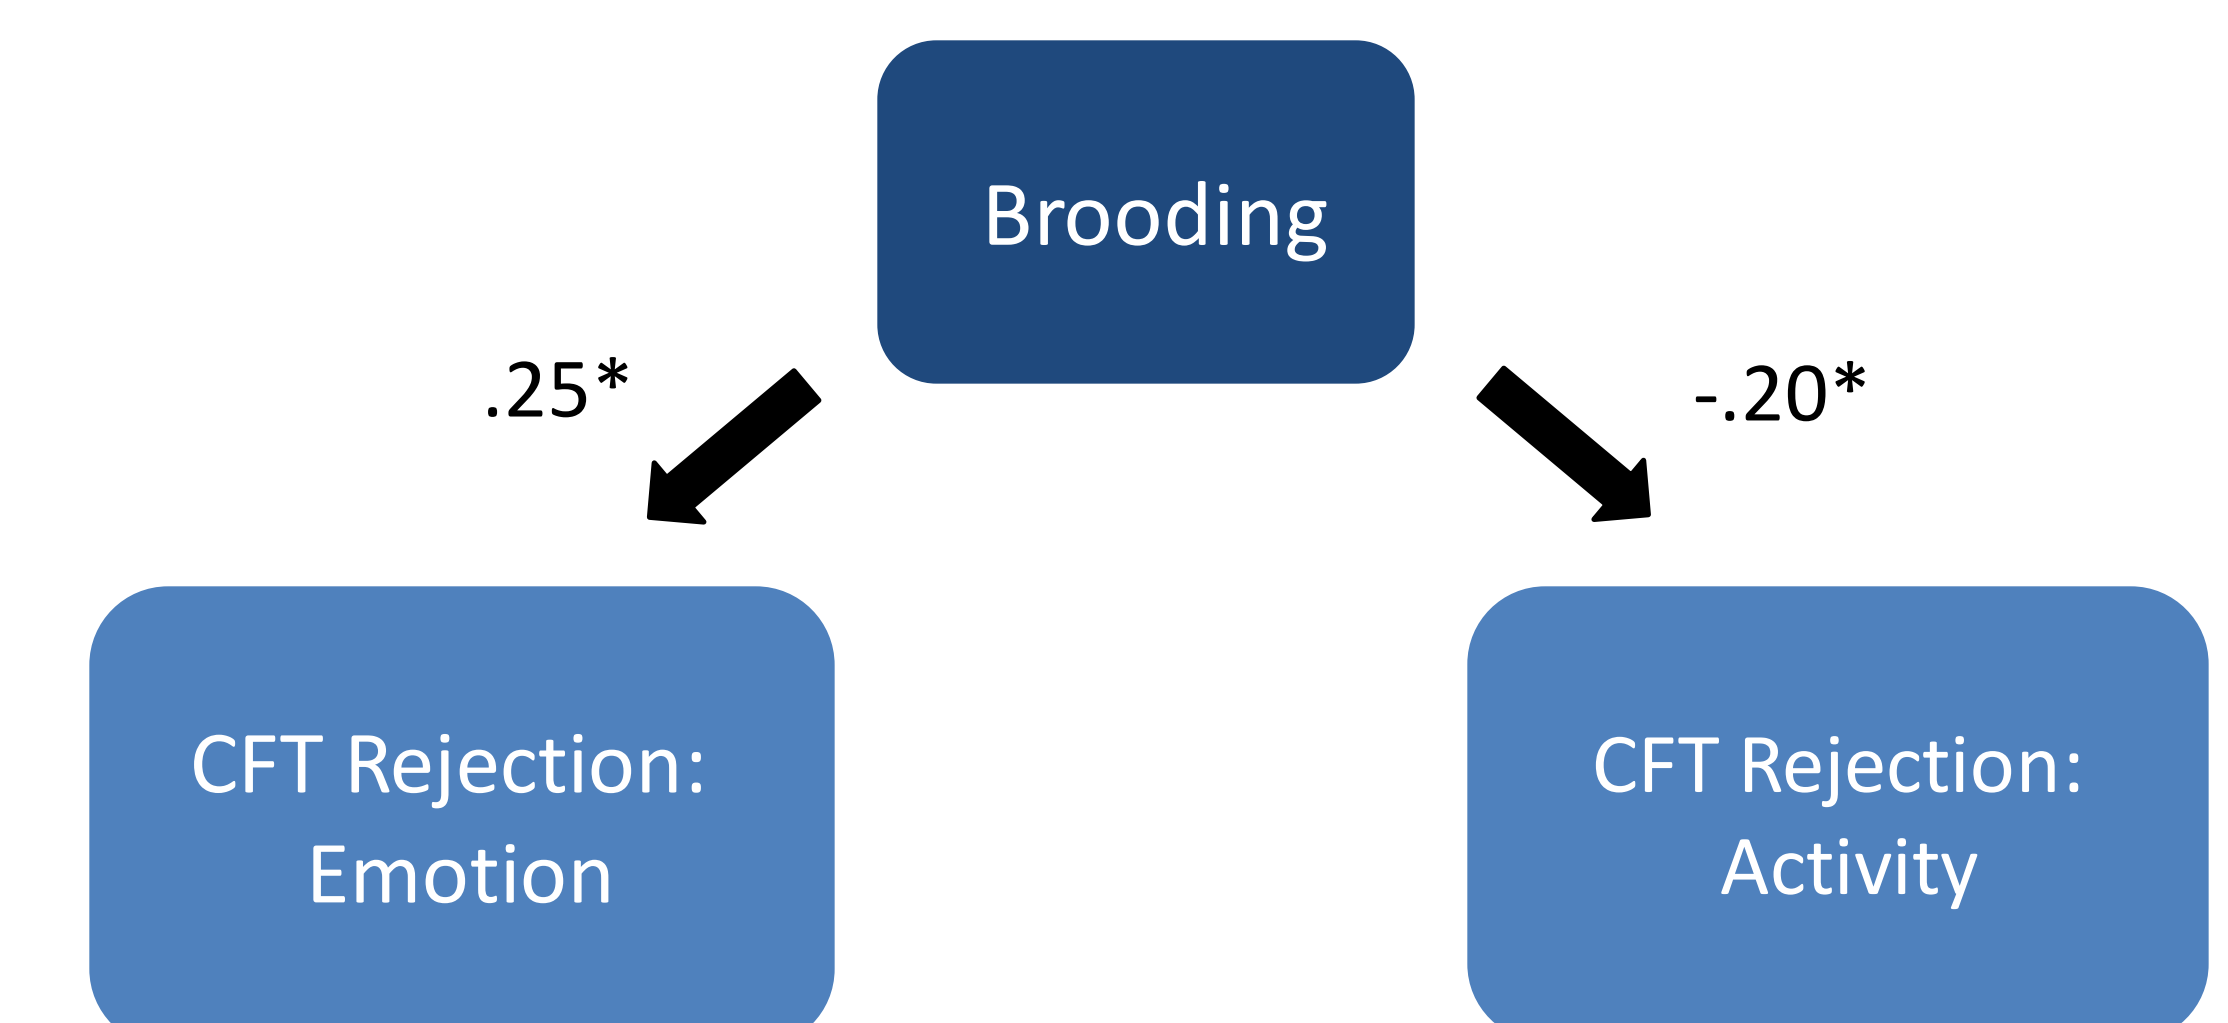 Brooding
.25*
-.20*
CFT Rejection:
Emotion
CFT Rejection:
Activity